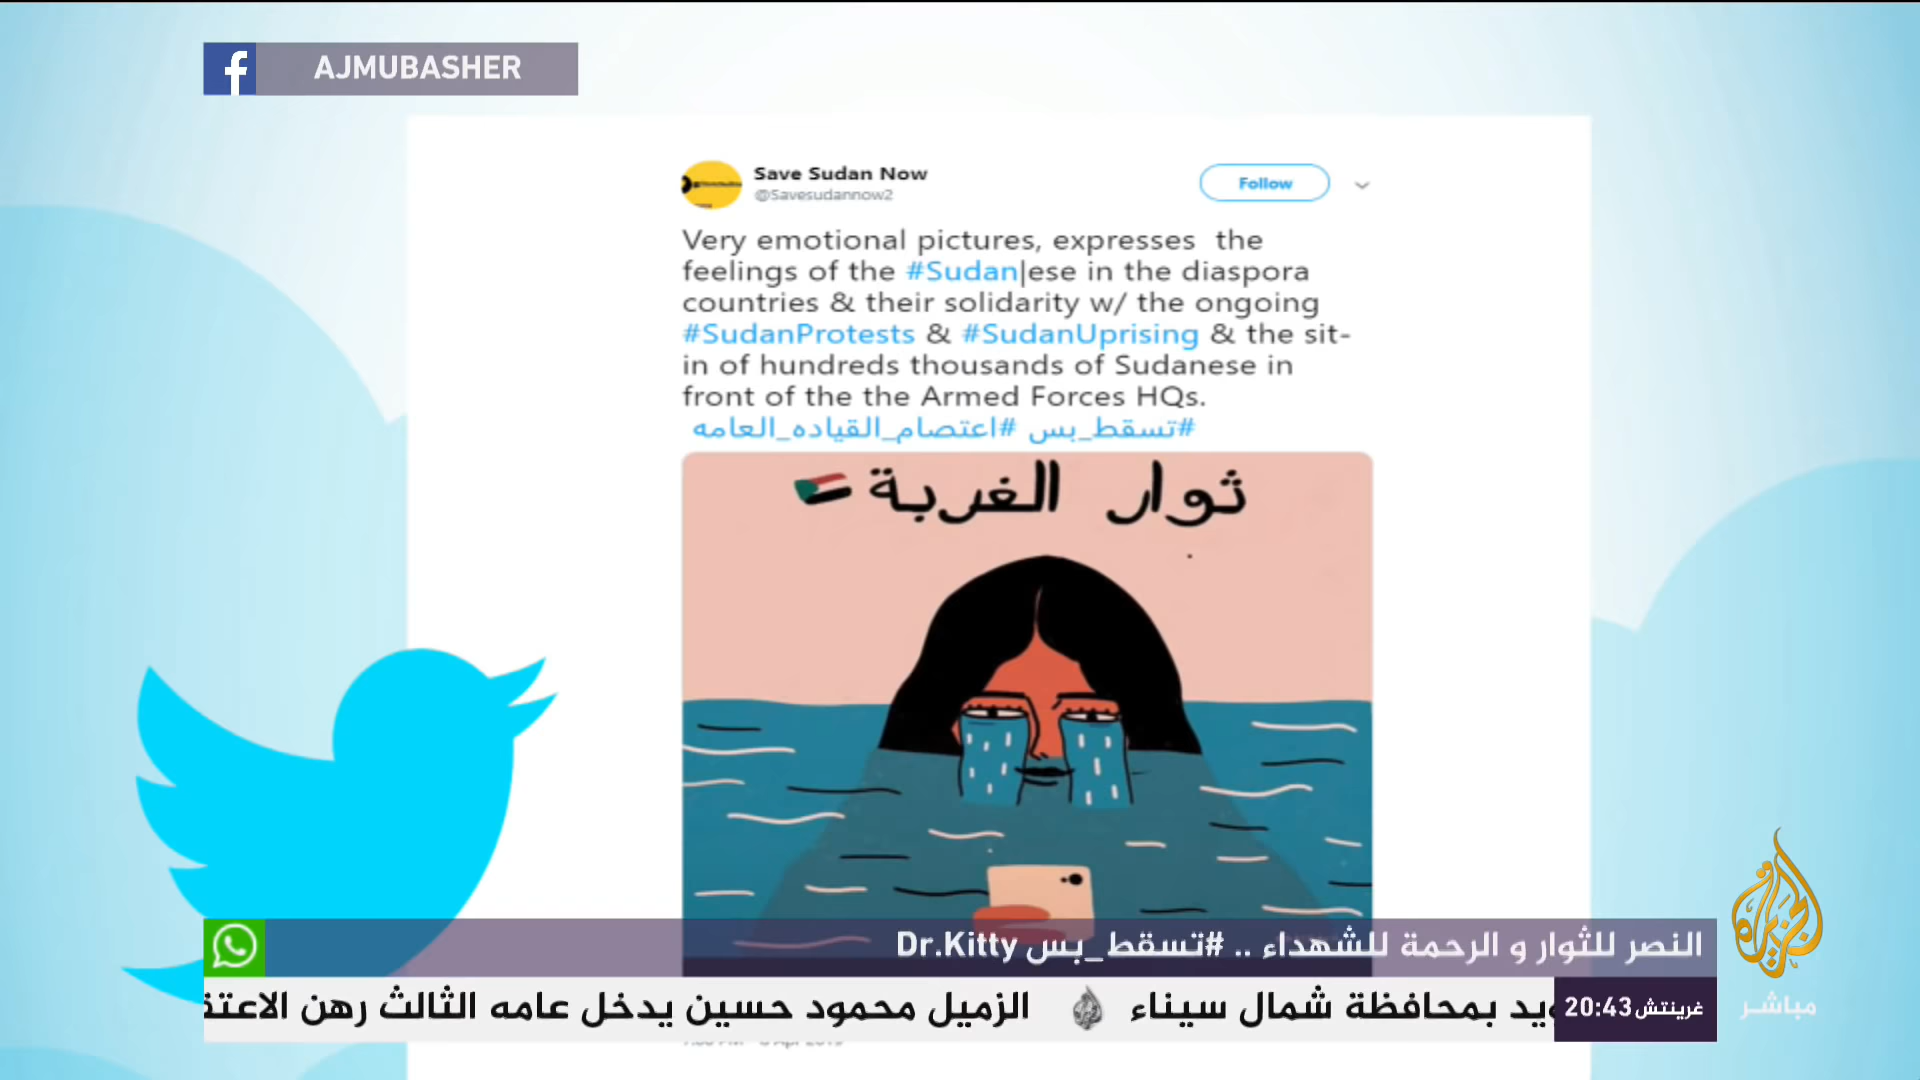 AJMUBASHER
Save Sudan Now
@Savesudannow2
Follow
Very emotional pictures, expresses the
feelings of the #Sudan|ese in the diaspora
countries & their solidarity w/ the ongoing
#SudanProtests & #SudanUprising & the sit-
in of hundreds thousands of Sudanese in
front of the the Armed Forces HQs.
#تسقط_بس #اعتصام_القياده_العامه
ثوار الغربة
النصر للثوار و الرحمة للشهداء .. #تسقط_بس Dr.Kitty
غرينتش 20:43
بمحافظة شمال سيناء
الزميل محمود حسين يدخل عامه الثالث رهن
الجزيرة
مباشر